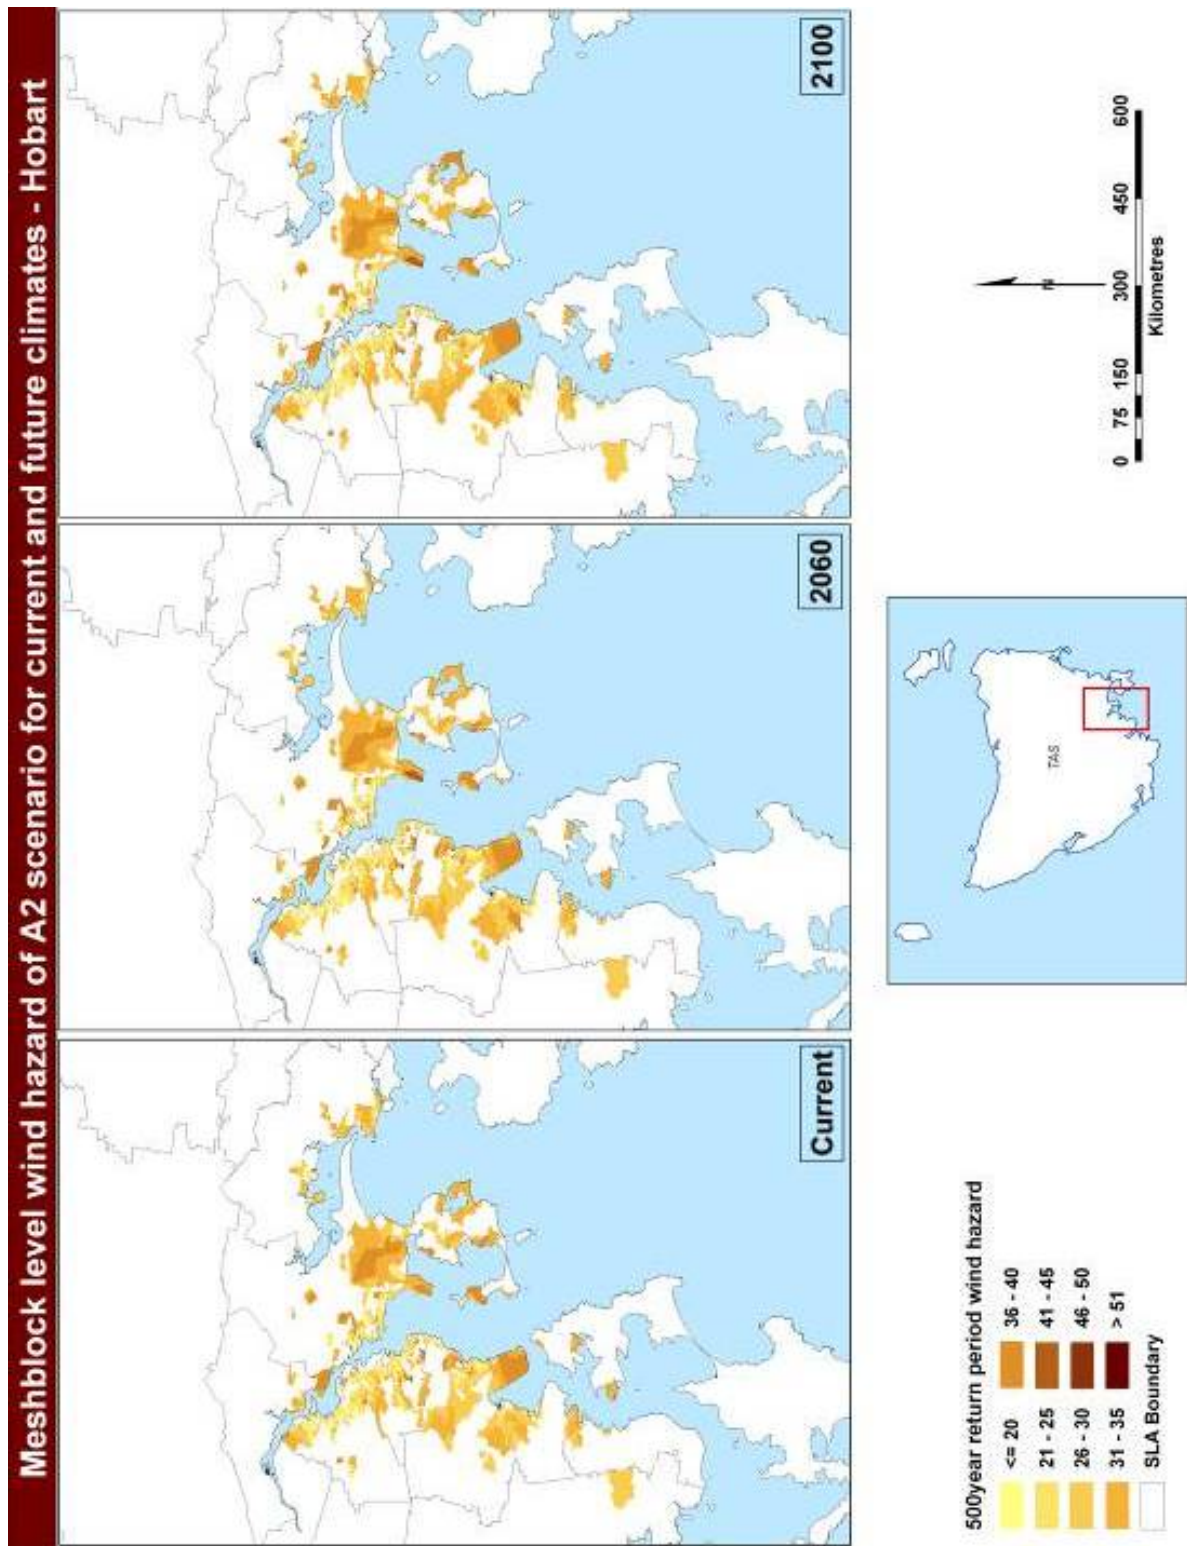 Meshblock level wind hazard of A2 scenario for current and future climates - Hobart
Current
2060
2100
500year return period wind hazard
<= 20
21 - 25
26 - 30
31 - 35
SLA Boundary
36 - 40
41 - 45
46 - 50
> 51
TAS
N
0 75 150 300 450 600
Kilometres